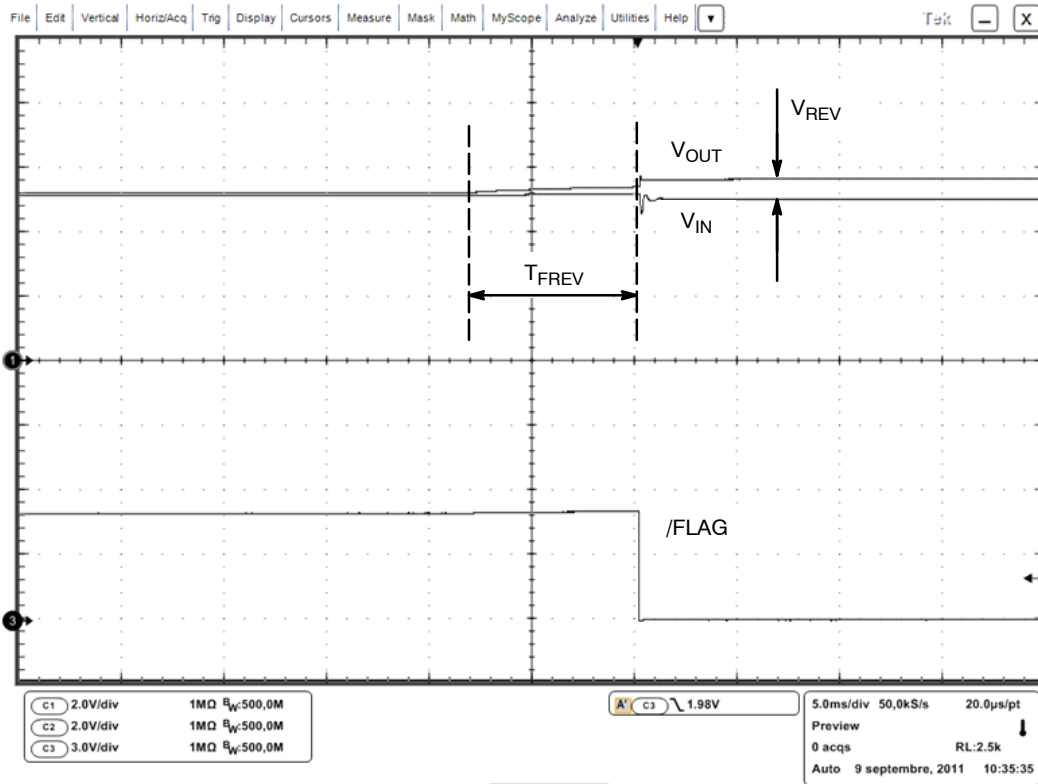 File Edit Vertical Horiz/Acq Trig Display Cursors Measure Mask Math MyScope Analyze Utilities Help Tek X
VREV
VOUT
VIN
TFREV
1
/FLAG
3
C1 2.0V/div 1MΩ BW:500,0M
C2 2.0V/div 1MΩ BW:500,0M
C3 3.0V/div 1MΩ BW:500,0M
A' C3 1.98V
5.0ms/div 50,0kS/s 20.0µs/pt
Preview
0 acqs RL:2.5k
Auto 9 septembre, 2011 10:35:35